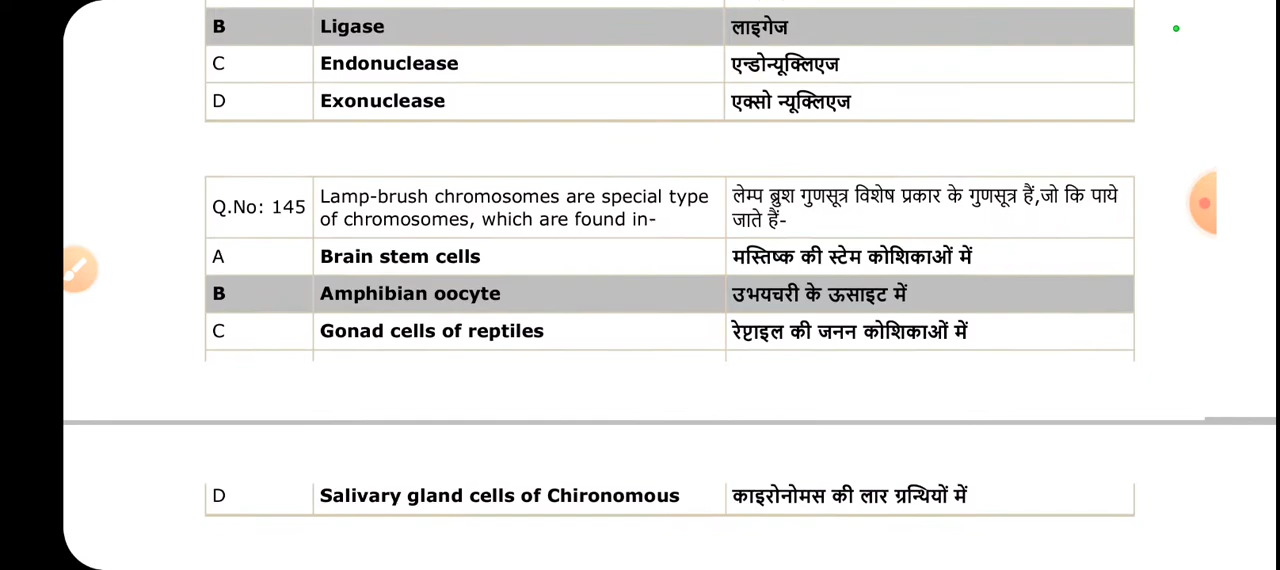 B Ligase लाइगेज
C Endonuclease एन्डोन्यूक्लिएज
D Exonuclease एक्सो न्यूक्लिएज
Q.No: 145 Lamp-brush chromosomes are special type of chromosomes, which are found in- लेम्प ब्रुश गुणसूत्र विशेष प्रकार के गुणसूत्र हैं,जो कि पाये जाते हैं-
A Brain stem cells मस्तिष्क की स्टेम कोशिकाओं में
B Amphibian oocyte उभयचरी के ऊसाइट में
C Gonad cells of reptiles रेप्टाइल की जनन कोशिकाओं में
D Salivary gland cells of Chironomous काइरोनोमस की लार ग्रन्थियों में